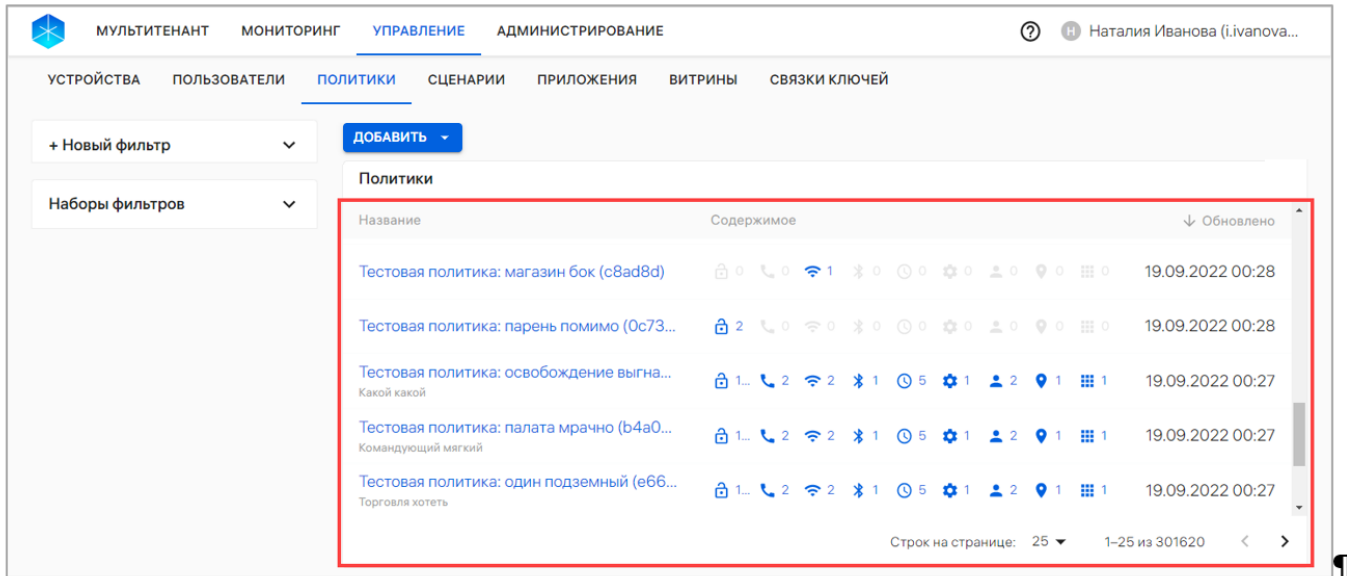 МУЛЬТИТЕНАНТ МОНИТОРИНГ УПРАВЛЕНИЕ АДМИНИСТРИРОВАНИЕ Н Наталия Иванова (i.ivanova...
УСТРОЙСТВА ПОЛЬЗОВАТЕЛИ ПОЛИТИКИ СЦЕНАРИИ ПРИЛОЖЕНИЯ ВИТРИНЫ СВЯЗКИ КЛЮЧЕЙ
+ Новый фильтр
ДОБАВИТЬ
Политики
Наборы фильтров
Название Содержимое Обновлено
Тестовая политика: магазин бок (c8ad8d) 0 0 1 0 0 0 0 0 0 19.09.2022 00:28
Тестовая политика: парень помимо (0c73... 2 0 0 0 0 0 0 0 0 19.09.2022 00:28
Тестовая политика: освобождение выгна... 1... 2 2 1 5 1 2 1 1 19.09.2022 00:27
Какой какой
Тестовая политика: палата мрачно (b4a0... 1... 2 2 1 5 1 2 1 1 19.09.2022 00:27
Командующий мягкий
Тестовая политика: один подземный (e66... 1... 2 2 1 5 1 2 1 1 19.09.2022 00:27
Торговля хотеть
Строк на странице: 25 1–25 из 301620
¶